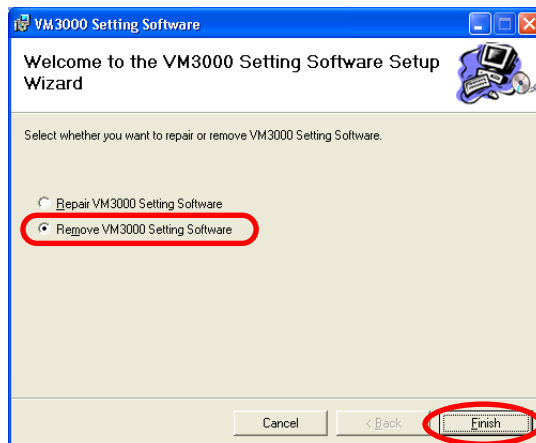 VM3000 Setting Software
Welcome to the VM3000 Setting Software Setup
Wizard
Select whether you want to repair or remove VM3000 Setting Software.
Repair VM3000 Setting Software
Remove VM3000 Setting Software
Cancel
< Back
Finish